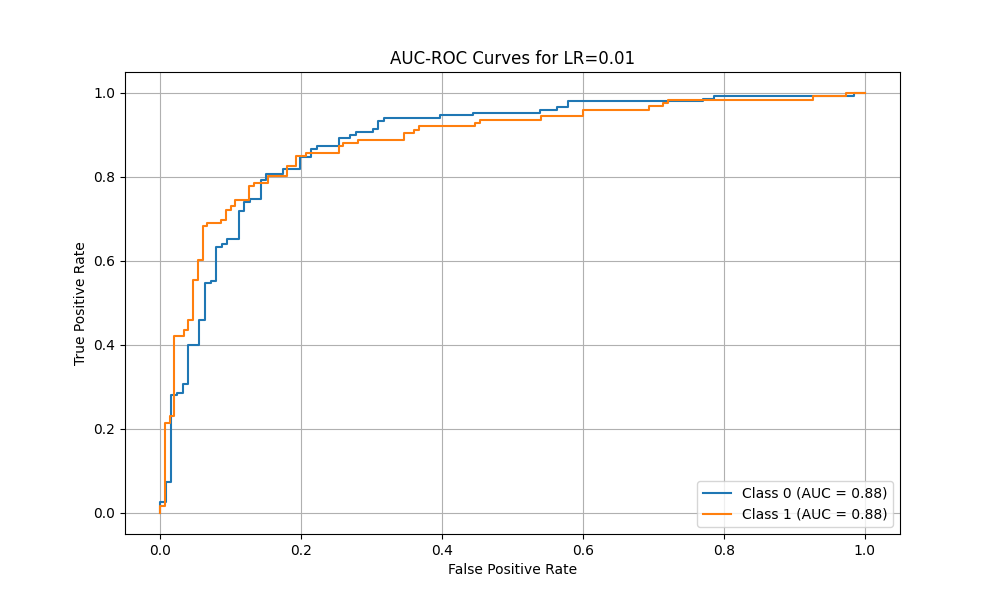 AUC-ROC Curves for LR=0.01
True Positive Rate
1.0
0.8
0.6
0.4
0.2
0.0
Class 0 (AUC = 0.88)
Class 1 (AUC = 0.88)
0.0 0.2 0.4 0.6 0.8 1.0
False Positive Rate